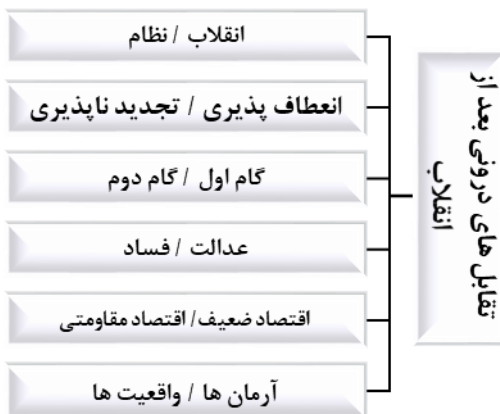 تقابل های درونی بعد از
انقلاب
انقلاب / نظام
انعطاف پذیری / تجدید ناپذیری
گام اول / گام دوم
عدالت / فساد
اقتصاد ضعیف/ اقتصاد مقاومتی
آرمان ها / واقعیت ها